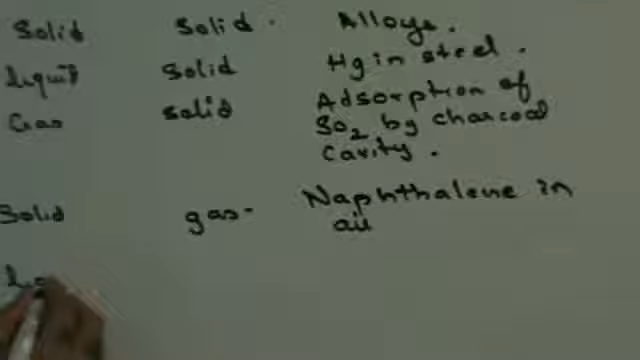 Solid Solid. Alloys.
Liquid Solid Hg in steel.
Gas Solid Adsorption of
SO2 by charcoal
cavity.
Solid gas- Naphthalene in
air